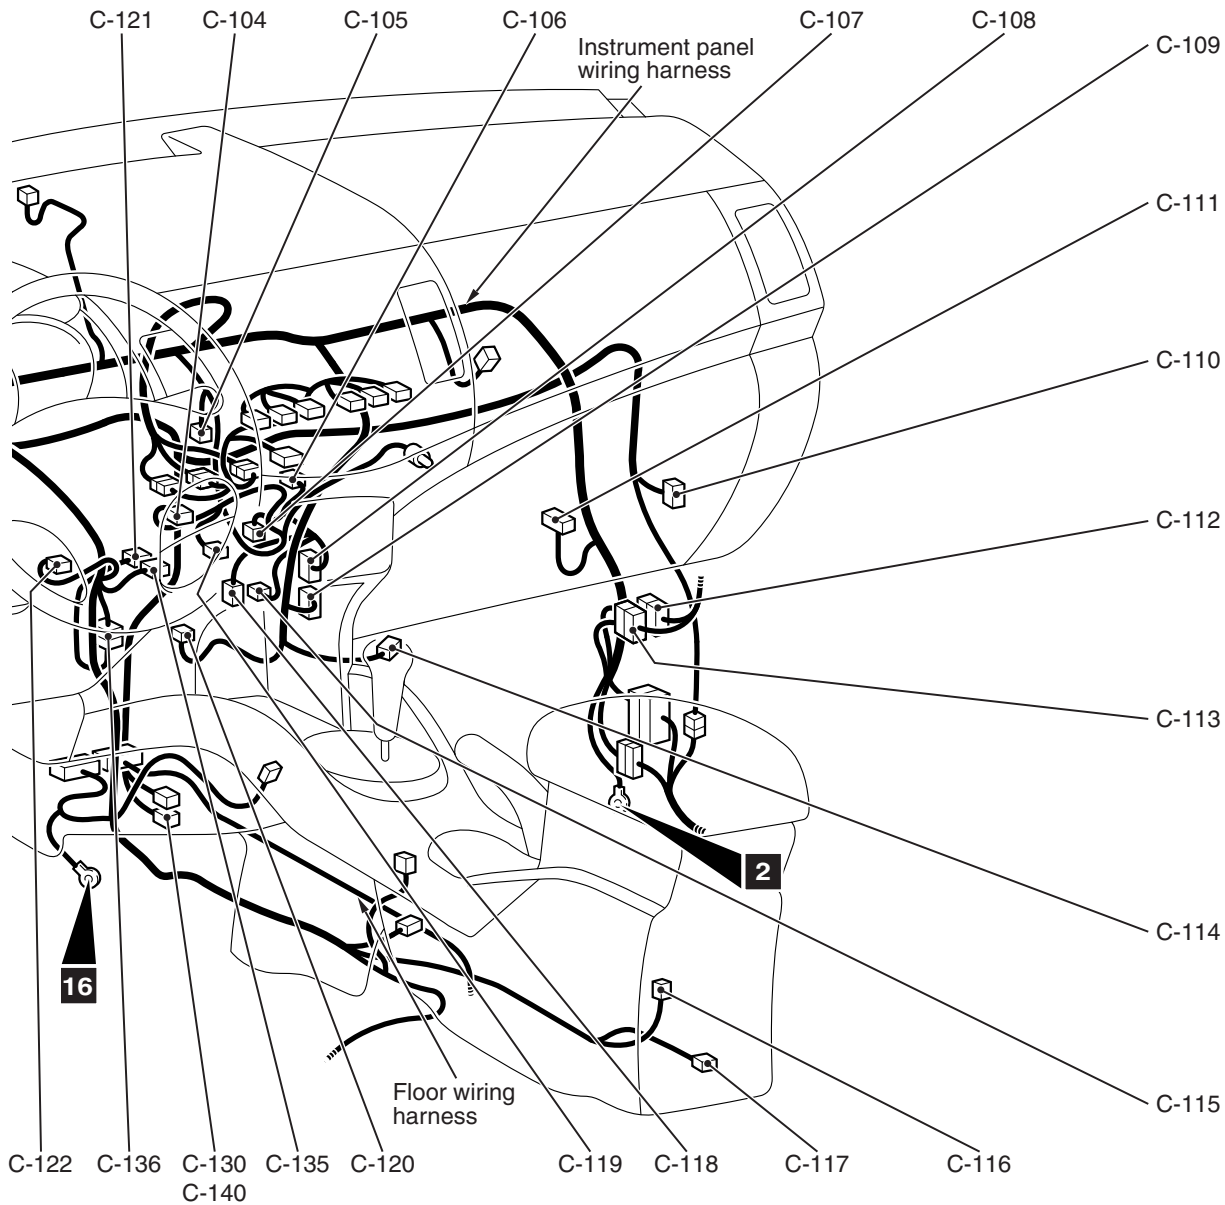 C-121
C-104
C-105
C-106
C-107
C-108
C-109
Instrument panel
wiring harness
C-111
C-110
C-112
C-113
2
C-114
16
Floor wiring
harness
C-115
C-122
C-136
C-130
C-140
C-135
C-120
C-119
C-118
C-117
C-116